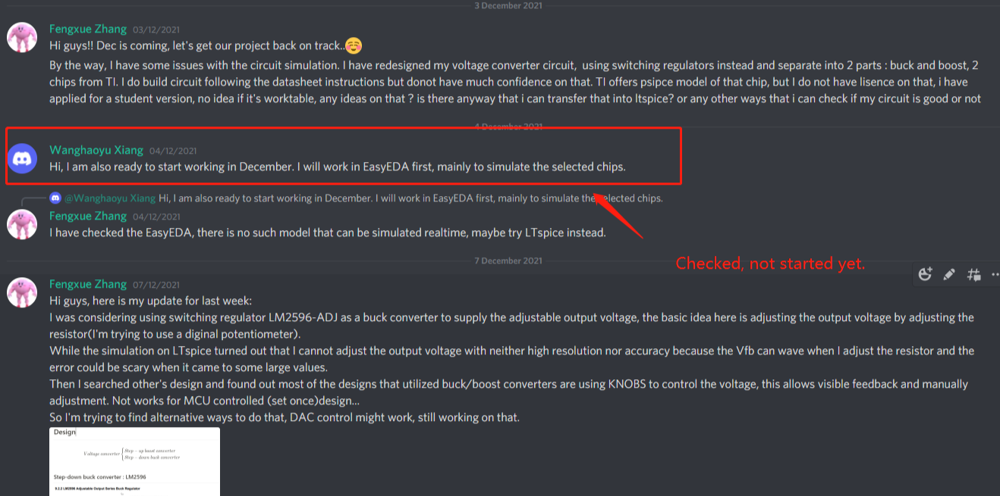 3 December 2021
Fengxue Zhang 03/12/2021
Hi guys!! Dec is coming, let's get our project back on track..
By the way, I have some issues with the circuit simulation. I have redesigned my voltage converter circuit, using switching regulators instead and separate into 2 parts : buck and boost, 2
chips from TI. I do build circuit following the datasheet instructions but donot have much confidence on that. TI offers psipce model of that chip, but I do not have lisence on that, i have
applied for a student version, no idea if it's worktable, any ideas on that ? is there anyway that i can transfer that into ltspice? or any other ways that i can check if my circuit is good or not
4 December 2021
Wanghaoyu Xiang 04/12/2021
Hi, I am also ready to start working in December. I will work in EasyEDA first, mainly to simulate the selected chips.
@Wanghaoyu Xiang Hi, I am also ready to start working in December. I will work in EasyEDA first, mainly to simulate the selected chips.
Fengxue Zhang 04/12/2021
I have checked the EasyEDA, there is no such model that can be simulated realtime, maybe try LTspice instead.
7 December 2021
Checked, not started yet.
Fengxue Zhang 07/12/2021
Hi guys, here is my update for last week:
I was considering using switching regulator LM2596-ADJ as a buck converter to supply the adjustable output voltage, the basic idea here is adjusting the output voltage by adjusting the
resistor(I'm trying to use a diginal potentiometer).
While the simulation on LTspice turned out that I cannot adjust the output voltage with neither high resolution nor accuracy because the Vfb can wave when I adjust the resistor and the
error could be scary when it came to some large values.
Then I searched other's design and found out most of the designs that utilized buck/boost converters are using KNOBS to control the voltage, this allows visible feedback and manually
adjustment. Not works for MCU controlled (set once)design...
So I'm trying to find alternative ways to do that, DAC control might work, still working on that.
Design
Voltage converter { Step - up boost converter
Step - down buck converter
Step-down buck converter : LM2596
9.2.2 LM2596 Adjustable Output Series Buck Regulator